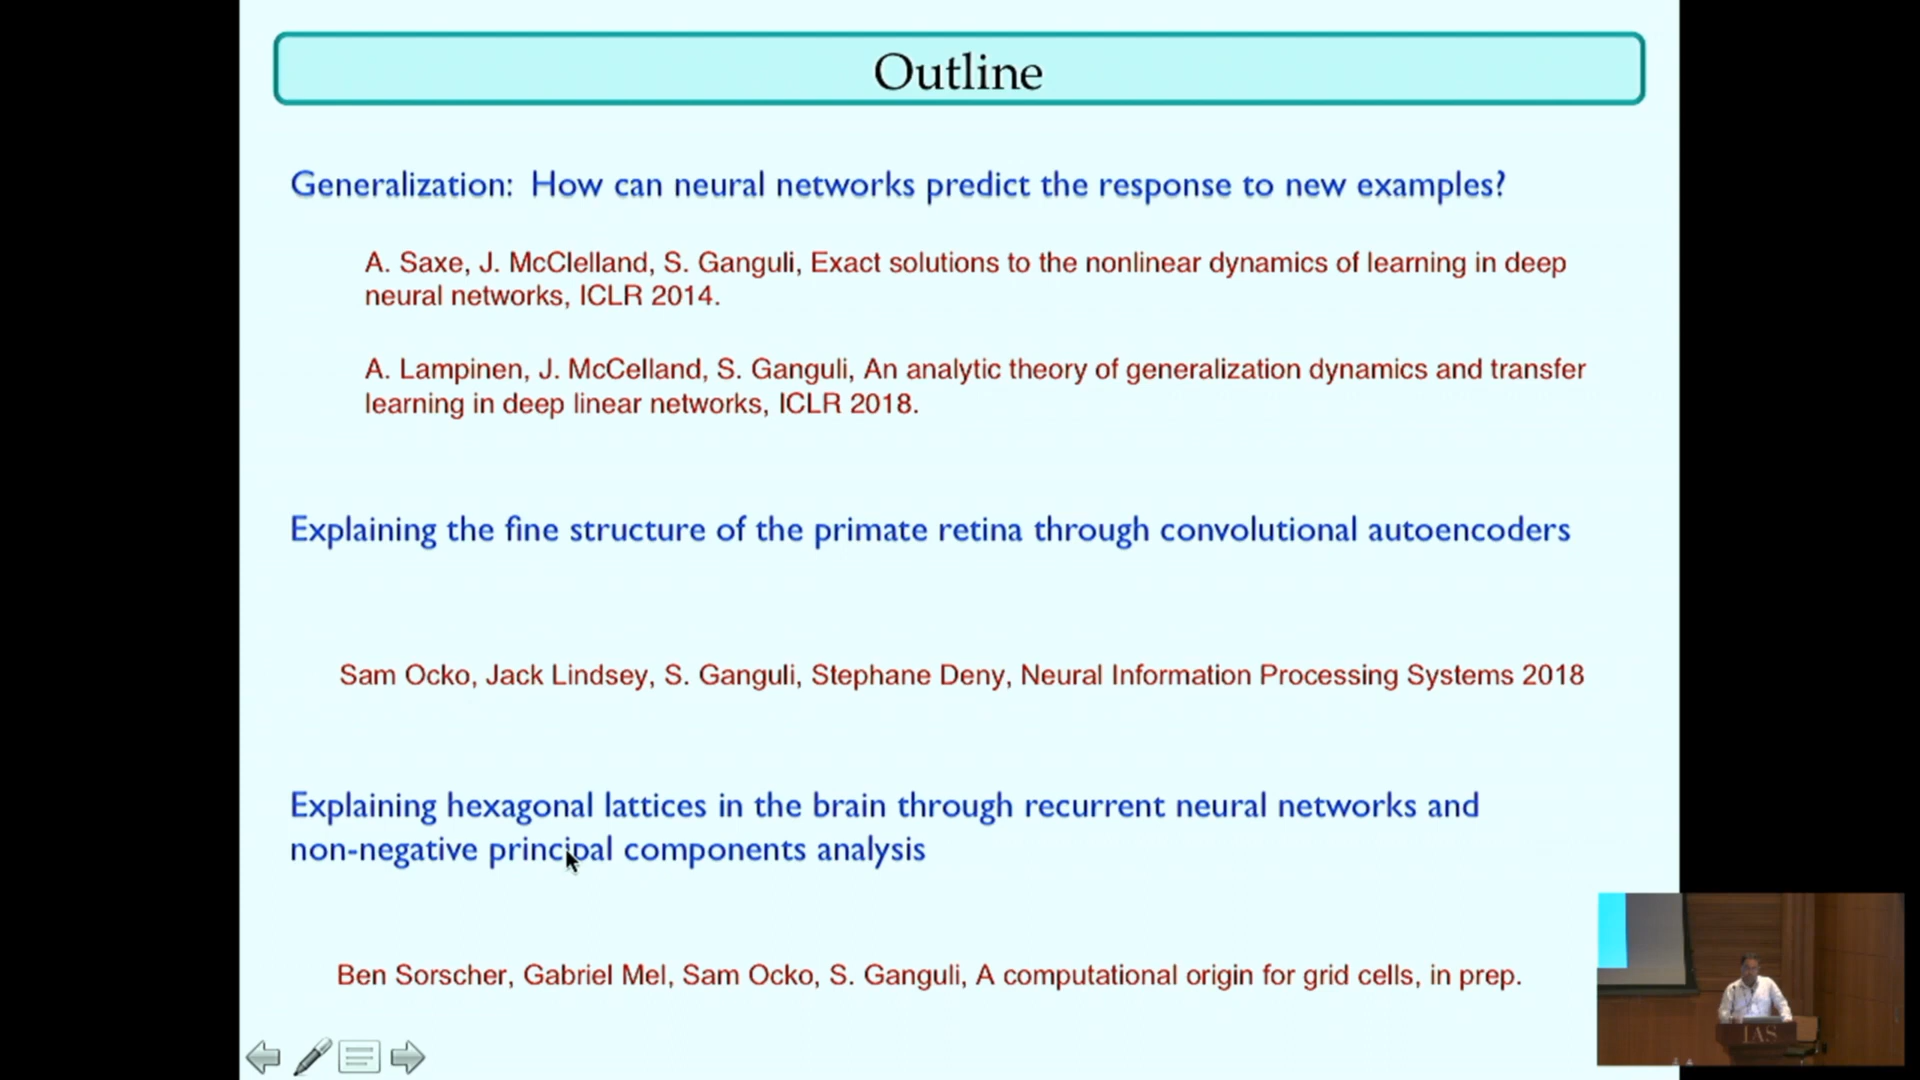 Outline
Generalization: How can neural networks predict the response to new examples?
A. Saxe, J. McClelland, S. Ganguli, Exact solutions to the nonlinear dynamics of learning in deep
neural networks, ICLR 2014.
A. Lampinen, J. McCelland, S. Ganguli, An analytic theory of generalization dynamics and transfer
learning in deep linear networks, ICLR 2018.
Explaining the fine structure of the primate retina through convolutional autoencoders
Sam Ocko, Jack Lindsey, S. Ganguli, Stephane Deny, Neural Information Processing Systems 2018
Explaining hexagonal lattices in the brain through recurrent neural networks and
non-negative principal components analysis
Ben Sorscher, Gabriel Mel, Sam Ocko, S. Ganguli, A computational origin for grid cells, in prep.
IAS